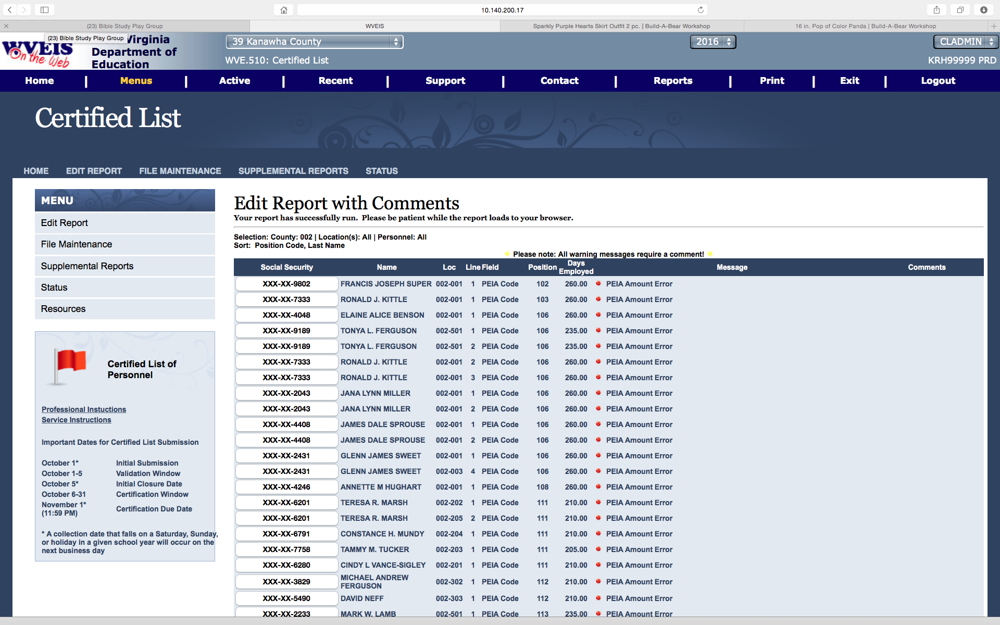 10.140.200.17
(23) Bible Study Play Group
WVEIS
Sparkly Purple Hearts Skirt Outfit 2 pc. | Build-A-Bear Workshop
16 in. Pop of Color Panda | Build-A-Bear Workshop
(23) Bible Study Play Group
WVEIS
On the Web
Virginia
Department of
Education
39 Kanawha County
2016
CLADMIN
WVE.510: Certified List
KRH99999 PRD
Home | Menus | Active | Recent | Support | Contact | Reports | Print | Exit | Logout
Certified List
HOME EDIT REPORT FILE MAINTENANCE SUPPLEMENTAL REPORTS STATUS
MENU
Edit Report
File Maintenance
Supplemental Reports
Status
Resources
Certified List of
Personnel
Professional Instuctions
Service Instructions
Important Dates for Certified List Submission
October 1* Initial Submission
October 1-5 Validation Window
October 5* Initial Closure Date
October 6-31 Certification Window
November 1*
(11:59 PM) Certification Due Date
* A collection date that falls on a Saturday, Sunday,
or holiday in a given school year will occur on the
next business day
Edit Report with Comments
Your report has successfully run. Please be patient while the report loads to your browser.
Selection: County: 002 | Location(s): All | Personnel: All
Sort: Position Code, Last Name
Please note: All warning messages require a comment!
Social Security Name Loc Line Field Position Days Employed Message Comments
XXX-XX-9802 FRANCIS JOSEPH SUPER 002-001 1 PEIA Code 102 260.00 PEIA Amount Error
XXX-XX-7333 RONALD J. KITTLE 002-001 1 PEIA Code 103 260.00 PEIA Amount Error
XXX-XX-4048 ELAINE ALICE BENSON 002-001 1 PEIA Code 106 260.00 PEIA Amount Error
XXX-XX-9189 TONYA L. FERGUSON 002-501 1 PEIA Code 106 235.00 PEIA Amount Error
XXX-XX-9189 TONYA L. FERGUSON 002-501 2 PEIA Code 106 235.00 PEIA Amount Error
XXX-XX-7333 RONALD J. KITTLE 002-001 2 PEIA Code 106 260.00 PEIA Amount Error
XXX-XX-7333 RONALD J. KITTLE 002-001 3 PEIA Code 106 260.00 PEIA Amount Error
XXX-XX-2043 JANA LYNN MILLER 002-001 1 PEIA Code 106 260.00 PEIA Amount Error
XXX-XX-2043 JANA LYNN MILLER 002-001 2 PEIA Code 106 260.00 PEIA Amount Error
XXX-XX-4408 JAMES DALE SPROUSE 002-001 1 PEIA Code 106 260.00 PEIA Amount Error
XXX-XX-4408 JAMES DALE SPROUSE 002-001 2 PEIA Code 106 260.00 PEIA Amount Error
XXX-XX-2431 GLENN JAMES SWEET 002-001 1 PEIA Code 106 260.00 PEIA Amount Error
XXX-XX-2431 GLENN JAMES SWEET 002-003 4 PEIA Code 106 260.00 PEIA Amount Error
XXX-XX-4246 ANNETTE M HUGHART 002-001 1 PEIA Code 108 260.00 PEIA Amount Error
XXX-XX-6201 TERESA R. MARSH 002-202 1 PEIA Code 111 210.00 PEIA Amount Error
XXX-XX-6201 TERESA R. MARSH 002-205 2 PEIA Code 111 210.00 PEIA Amount Error
XXX-XX-6791 CONSTANCE H. MUNDY 002-204 1 PEIA Code 111 210.00 PEIA Amount Error
XXX-XX-7758 TAMMY M. TUCKER 002-203 1 PEIA Code 111 205.00 PEIA Amount Error
XXX-XX-6280 CINDY L VANCE-SIGLEY 002-201 1 PEIA Code 111 210.00 PEIA Amount Error
XXX-XX-3829 MICHAEL ANDREW FERGUSON 002-302 1 PEIA Code 112 210.00 PEIA Amount Error
XXX-XX-5490 DAVID NEFF 002-303 1 PEIA Code 112 210.00 PEIA Amount Error
XXX-XX-2233 MARK W. LAMB 002-501 1 PEIA Code 113 235.00 PEIA Amount Error